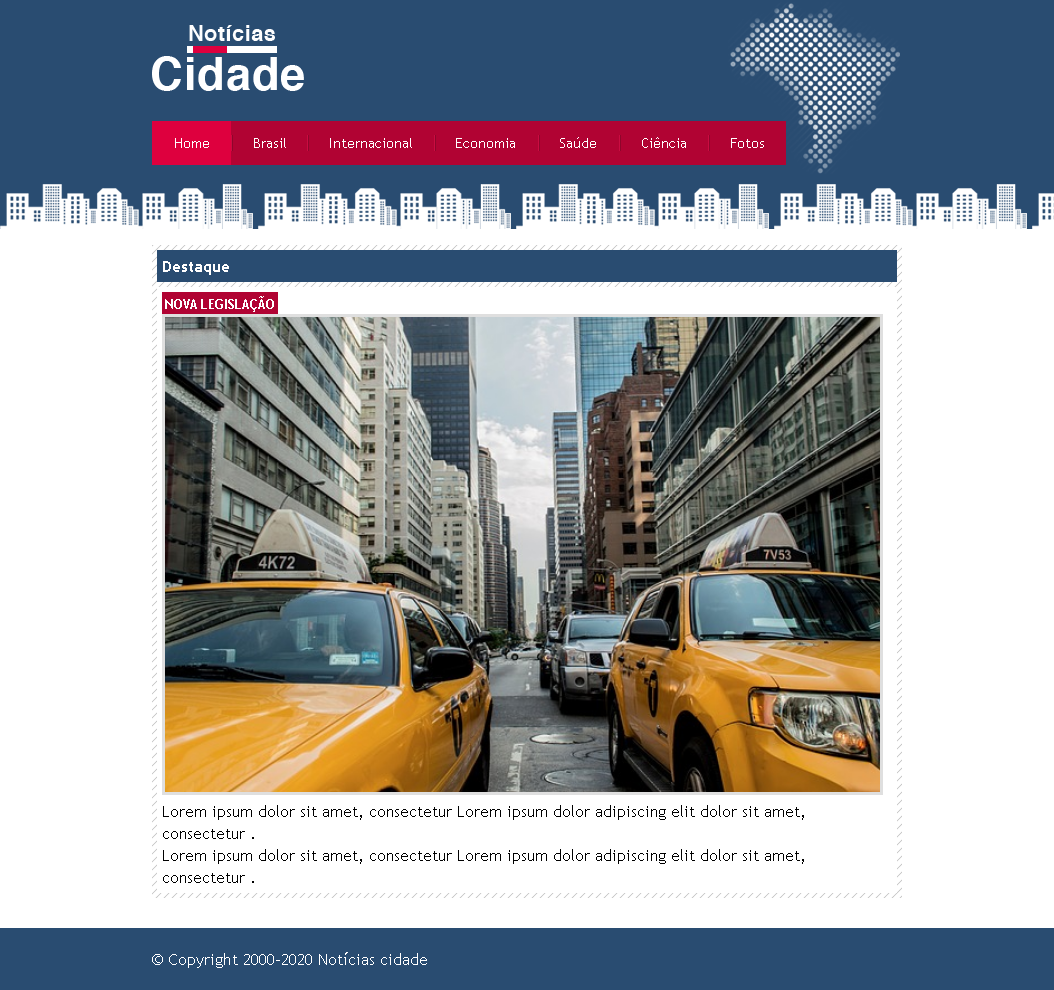 Notícias
Cidade
Home Brasil Internacional Economia Saúde Ciência Fotos
Destaque
NOVA LEGISLAÇÃO
4K72
7V53
Lorem ipsum dolor sit amet, consectetur Lorem ipsum dolor adipiscing elit dolor sit amet,
consectetur .
Lorem ipsum dolor sit amet, consectetur Lorem ipsum dolor adipiscing elit dolor sit amet,
consectetur .
© Copyright 2000-2020 Notícias cidade